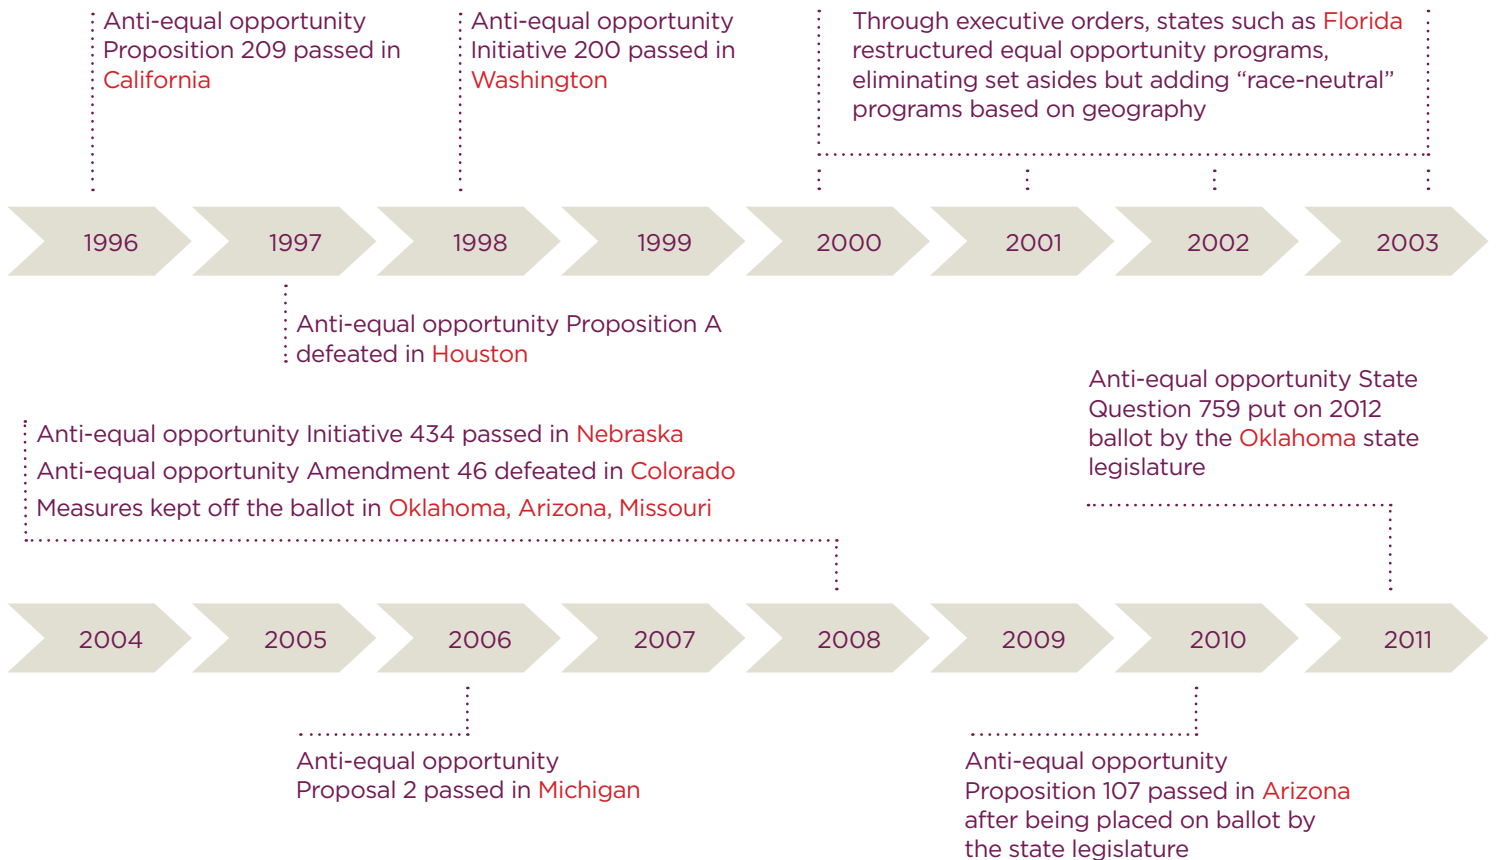 Anti-equal opportunity
Proposition 209 passed in
California
Anti-equal opportunity
Initiative 200 passed in
Washington
Through executive orders, states such as Florida
restructured equal opportunity programs,
eliminating set asides but adding “race-neutral”
programs based on geography
1996
1997
1998
1999
2000
2001
2002
2003
Anti-equal opportunity Proposition A
defeated in Houston
Anti-equal opportunity Initiative 434 passed in Nebraska
Anti-equal opportunity Amendment 46 defeated in Colorado
Measures kept off the ballot in Oklahoma, Arizona, Missouri
Anti-equal opportunity State
Question 759 put on 2012
ballot by the Oklahoma state
legislature
2004
2005
2006
2007
2008
2009
2010
2011
Anti-equal opportunity
Proposal 2 passed in Michigan
Anti-equal opportunity
Proposition 107 passed in Arizona
after being placed on ballot by
the state legislature